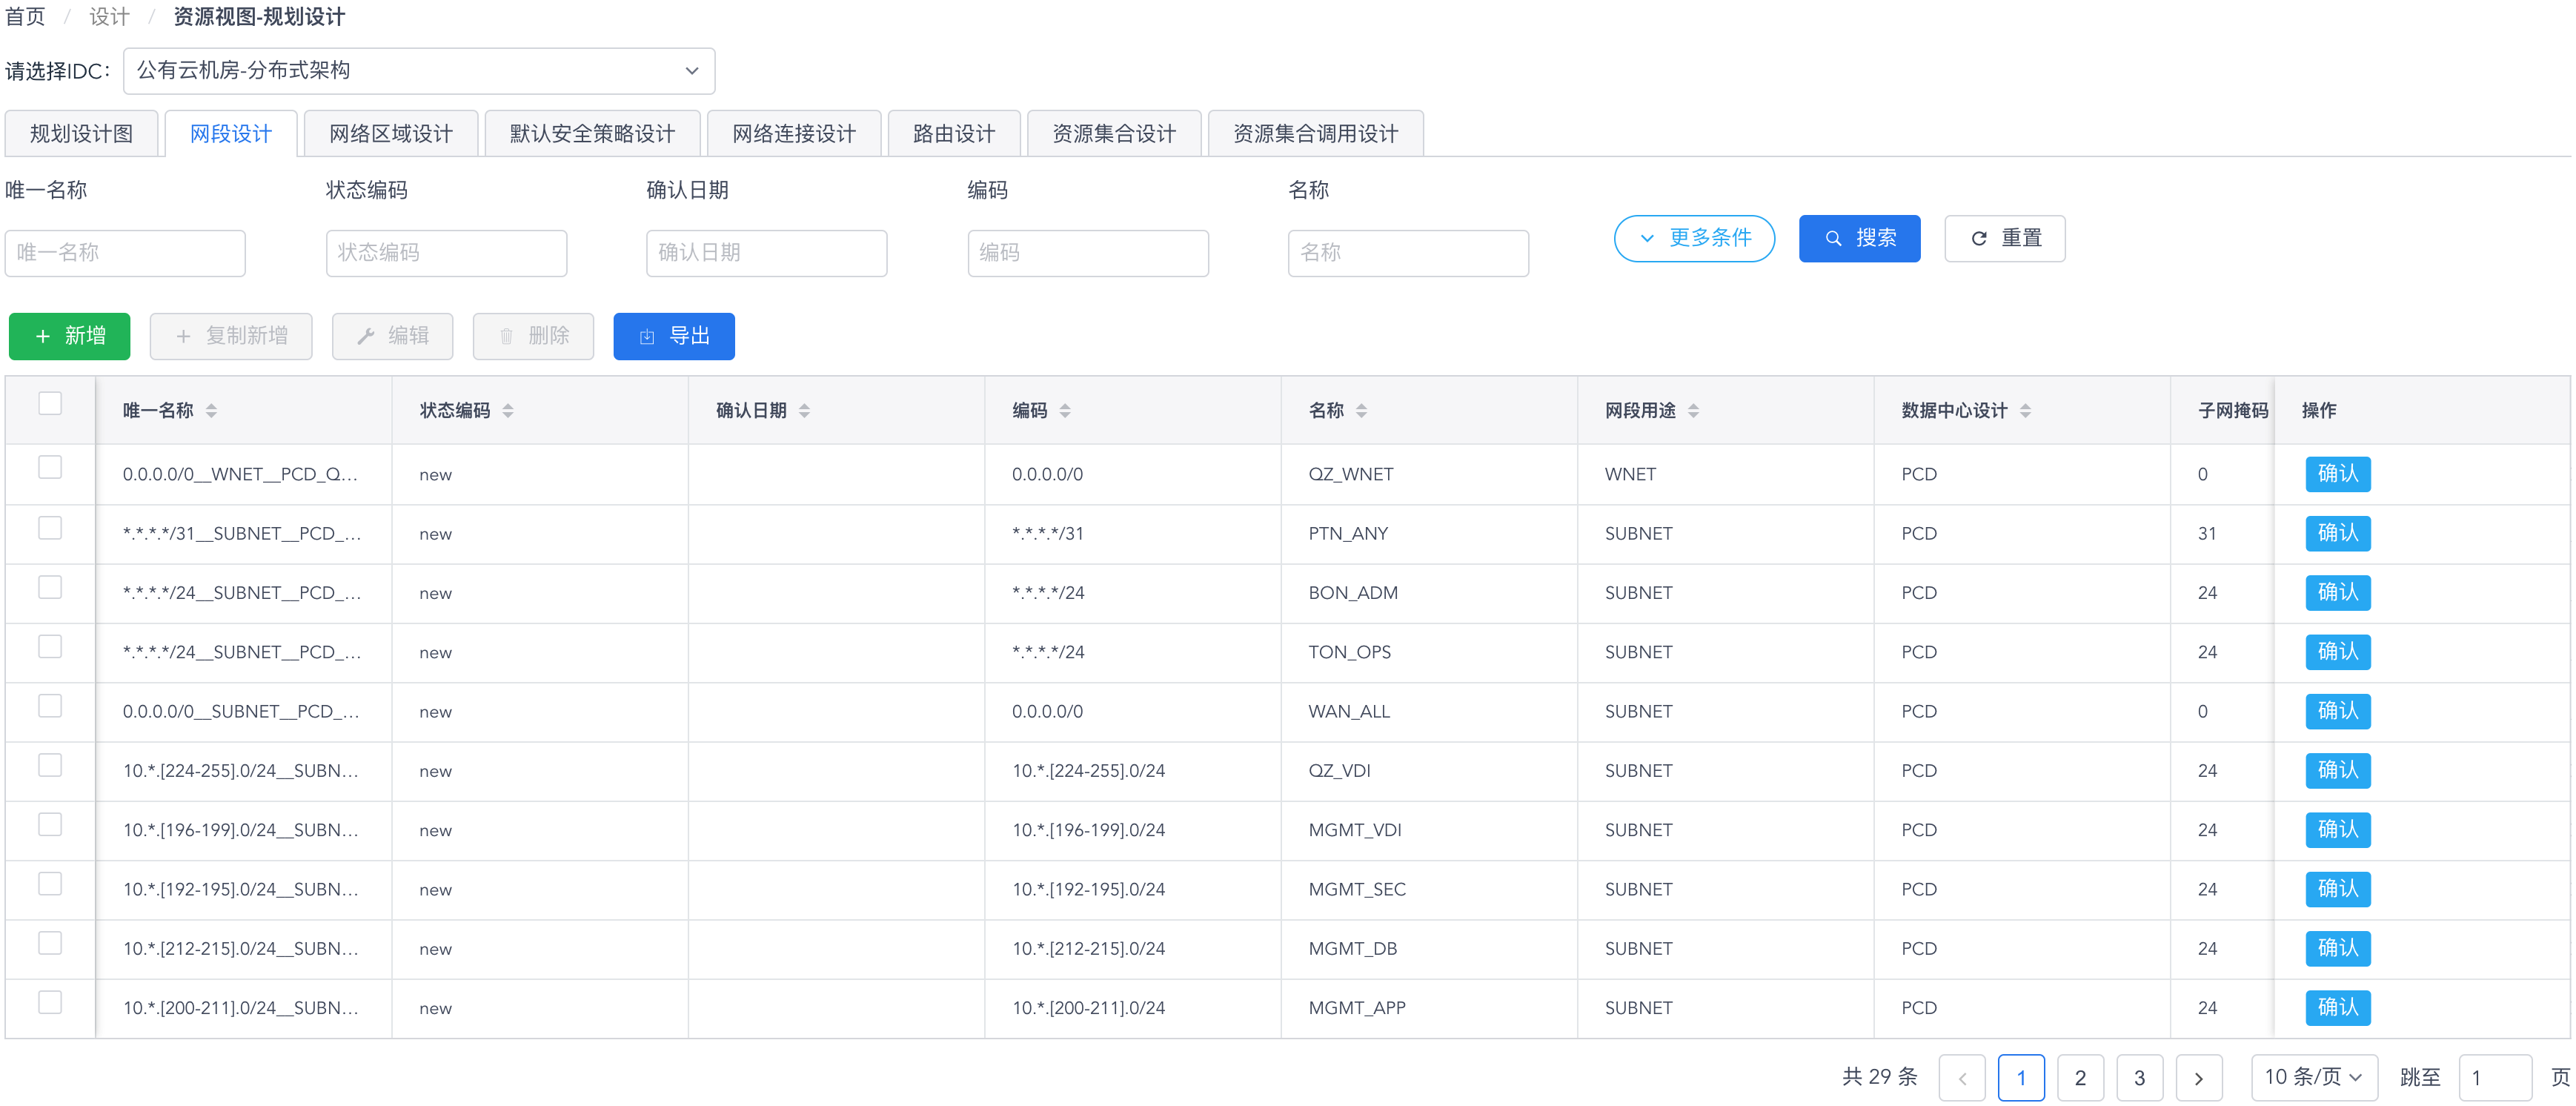 首页 / 设计 / 资源视图-规划设计
请选择IDC： 公有云机房-分布式架构
规划设计图 网段设计 网络区域设计 默认安全策略设计 网络连接设计 路由设计 资源集合设计 资源集合调用设计
唯一名称 状态编码 确认日期 编码 名称
唯一名称 状态编码 确认日期 编码 名称 更多条件 搜索 重置
+ 新增 + 复制新增 编辑 删除 导出
唯一名称 状态编码 确认日期 编码 名称 网段用途 数据中心设计 子网掩码 操作
0.0.0.0/0__WNET__PCD_Q... new 0.0.0.0/0 QZ_WNET WNET PCD 0 确认
*.*.*.*/31__SUBNET__PCD_... new *.*.*.*/31 PTN_ANY SUBNET PCD 31 确认
*.*.*.*/24__SUBNET__PCD_... new *.*.*.*/24 BON_ADM SUBNET PCD 24 确认
*.*.*.*/24__SUBNET__PCD_... new *.*.*.*/24 TON_OPS SUBNET PCD 24 确认
0.0.0.0/0__SUBNET__PCD_... new 0.0.0.0/0 WAN_ALL SUBNET PCD 0 确认
10.*.[224-255].0/24__SUBN... new 10.*.[224-255].0/24 QZ_VDI SUBNET PCD 24 确认
10.*.[196-199].0/24__SUBN... new 10.*.[196-199].0/24 MGMT_VDI SUBNET PCD 24 确认
10.*.[192-195].0/24__SUBN... new 10.*.[192-195].0/24 MGMT_SEC SUBNET PCD 24 确认
10.*.[212-215].0/24__SUBN... new 10.*.[212-215].0/24 MGMT_DB SUBNET PCD 24 确认
10.*.[200-211].0/24__SUBN... new 10.*.[200-211].0/24 MGMT_APP SUBNET PCD 24 确认
共 29 条 < 1 2 3 > 10 条/页 跳至 1 页